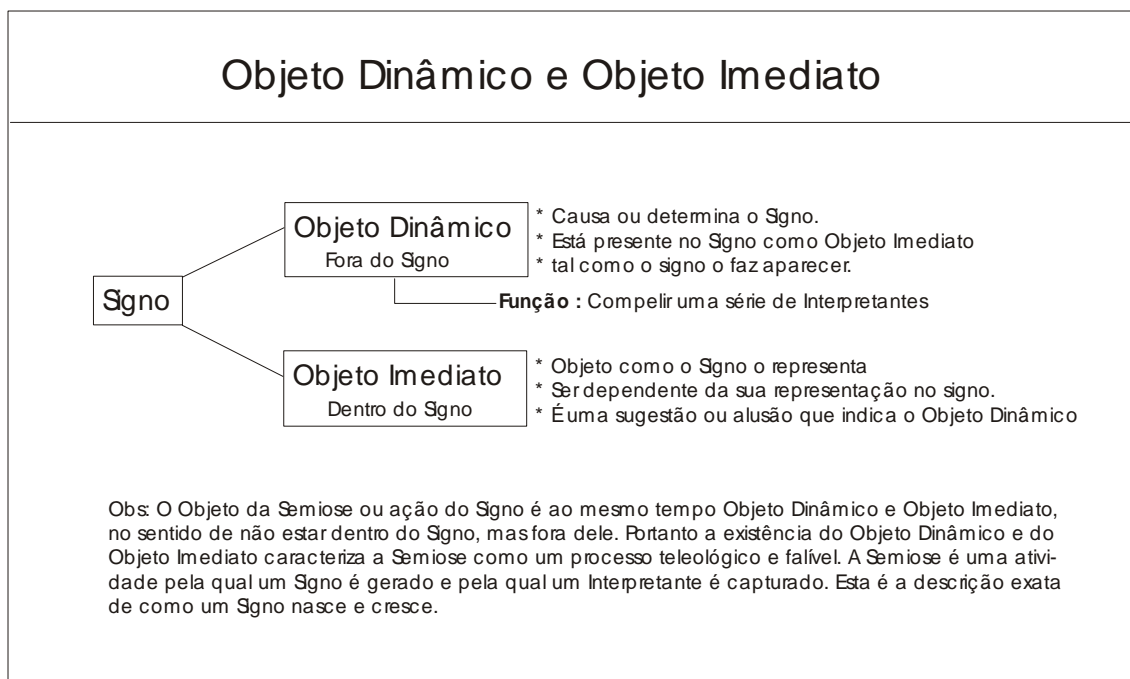 Objeto Dinâmico e Objeto Imediato
Signo
Objeto Dinâmico
Fora do Signo
* Causa ou determina o Signo.
* Está presente no Signo como Objeto Imediato
* tal como o signo o faz aparecer.
Função : Compelir uma série de Interpretantes
Objeto Imediato
Dentro do Signo
* Objeto como o Signo o representa
* Ser dependente da sua representação no signo.
* É uma sugestão ou alusão que indica o Objeto Dinâmico
Obs: O Objeto da Semiose ou ação do Signo é ao mesmo tempo Objeto Dinâmico e Objeto Imediato,
no sentido de não estar dentro do Signo, mas fora dele. Portanto a existência do Objeto Dinâmico e do
Objeto Imediato caracteriza a Semiose como um processo teleológico e falível. A Semiose é uma ativi-
dade pela qual um Signo é gerado e pela qual um Interpretante é capturado. Esta é a descrição exata
de como um Signo nasce e cresce.